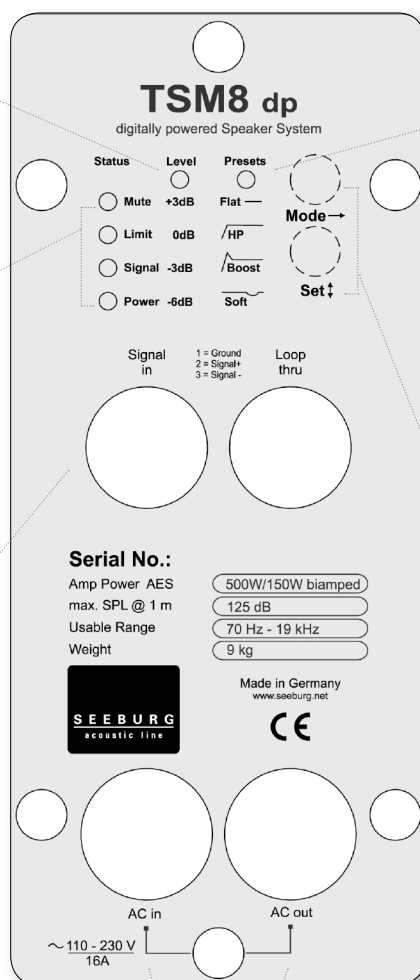 TSM8 dp
digitally powered Speaker System
Status Level Presets
Mute +3dB Flat
Mode
Limit 0dB HP
Signal -3dB Boost
Set
Power -6dB Soft
Signal in
1 = Ground
2 = Signal+
3 = Signal -
Loop thru
Serial No.:
Amp Power AES 500W/150W biamped
max. SPL @ 1 m 125 dB
Usable Range 70 Hz - 19 kHz
Weight 9 kg
SEEBURG
acoustic line
Made in Germany
www.seeburg.net
CE
AC in AC out
~ 110 - 230 V
16A